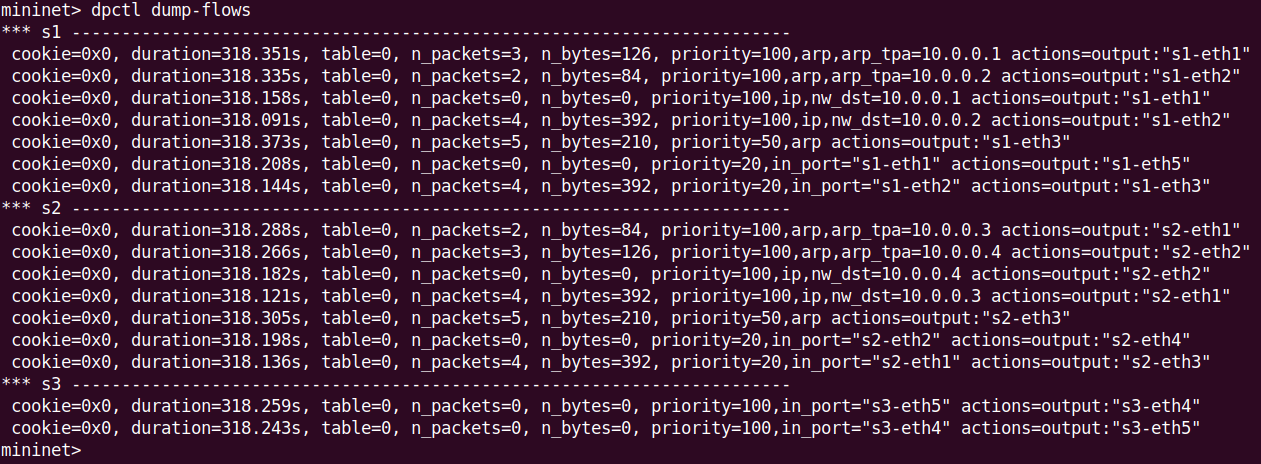 mininet> dpctl dump-flows
*** s1 ------------------------------------------------------------------------
 cookie=0x0, duration=318.351s, table=0, n_packets=3, n_bytes=126, priority=100,arp,arp_tpa=10.0.0.1 actions=output:"s1-eth1"
 cookie=0x0, duration=318.335s, table=0, n_packets=2, n_bytes=84, priority=100,arp,arp_tpa=10.0.0.2 actions=output:"s1-eth2"
 cookie=0x0, duration=318.158s, table=0, n_packets=0, n_bytes=0, priority=100,ip,nw_dst=10.0.0.1 actions=output:"s1-eth1"
 cookie=0x0, duration=318.091s, table=0, n_packets=4, n_bytes=392, priority=100,ip,nw_dst=10.0.0.2 actions=output:"s1-eth2"
 cookie=0x0, duration=318.373s, table=0, n_packets=5, n_bytes=210, priority=50,arp actions=output:"s1-eth3"
 cookie=0x0, duration=318.208s, table=0, n_packets=0, n_bytes=0, priority=20,in_port="s1-eth1" actions=output:"s1-eth5"
 cookie=0x0, duration=318.144s, table=0, n_packets=4, n_bytes=392, priority=20,in_port="s1-eth2" actions=output:"s1-eth3"
*** s2 ------------------------------------------------------------------------
 cookie=0x0, duration=318.288s, table=0, n_packets=2, n_bytes=84, priority=100,arp,arp_tpa=10.0.0.3 actions=output:"s2-eth1"
 cookie=0x0, duration=318.266s, table=0, n_packets=3, n_bytes=126, priority=100,arp,arp_tpa=10.0.0.4 actions=output:"s2-eth2"
 cookie=0x0, duration=318.182s, table=0, n_packets=0, n_bytes=0, priority=100,ip,nw_dst=10.0.0.4 actions=output:"s2-eth2"
 cookie=0x0, duration=318.121s, table=0, n_packets=4, n_bytes=392, priority=100,ip,nw_dst=10.0.0.3 actions=output:"s2-eth1"
 cookie=0x0, duration=318.305s, table=0, n_packets=5, n_bytes=210, priority=50,arp actions=output:"s2-eth3"
 cookie=0x0, duration=318.198s, table=0, n_packets=0, n_bytes=0, priority=20,in_port="s2-eth2" actions=output:"s2-eth4"
 cookie=0x0, duration=318.136s, table=0, n_packets=4, n_bytes=392, priority=20,in_port="s2-eth1" actions=output:"s2-eth3"
*** s3 ------------------------------------------------------------------------
 cookie=0x0, duration=318.259s, table=0, n_packets=0, n_bytes=0, priority=100,in_port="s3-eth5" actions=output:"s3-eth4"
 cookie=0x0, duration=318.243s, table=0, n_packets=0, n_bytes=0, priority=100,in_port="s3-eth4" actions=output:"s3-eth5"
mininet>